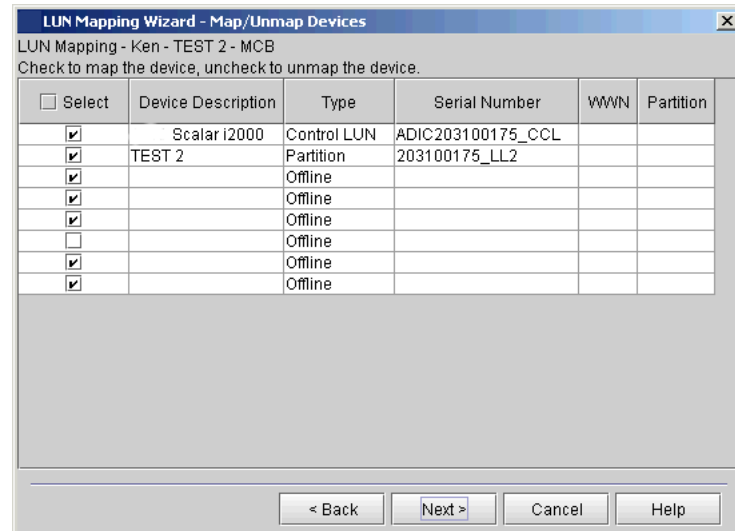 LUN Mapping Wizard - Map/Unmap Devices
LUN Mapping - Ken - TEST 2 - MCB
Check to map the device, uncheck to unmap the device.
Select Device Description Type Serial Number WWN Partition
Scalar i2000 Control LUN ADIC203100175_CCL
TEST 2 Partition 203100175_LL2
Offline
Offline
Offline
Offline
Offline
Offline
< Back Next > Cancel Help